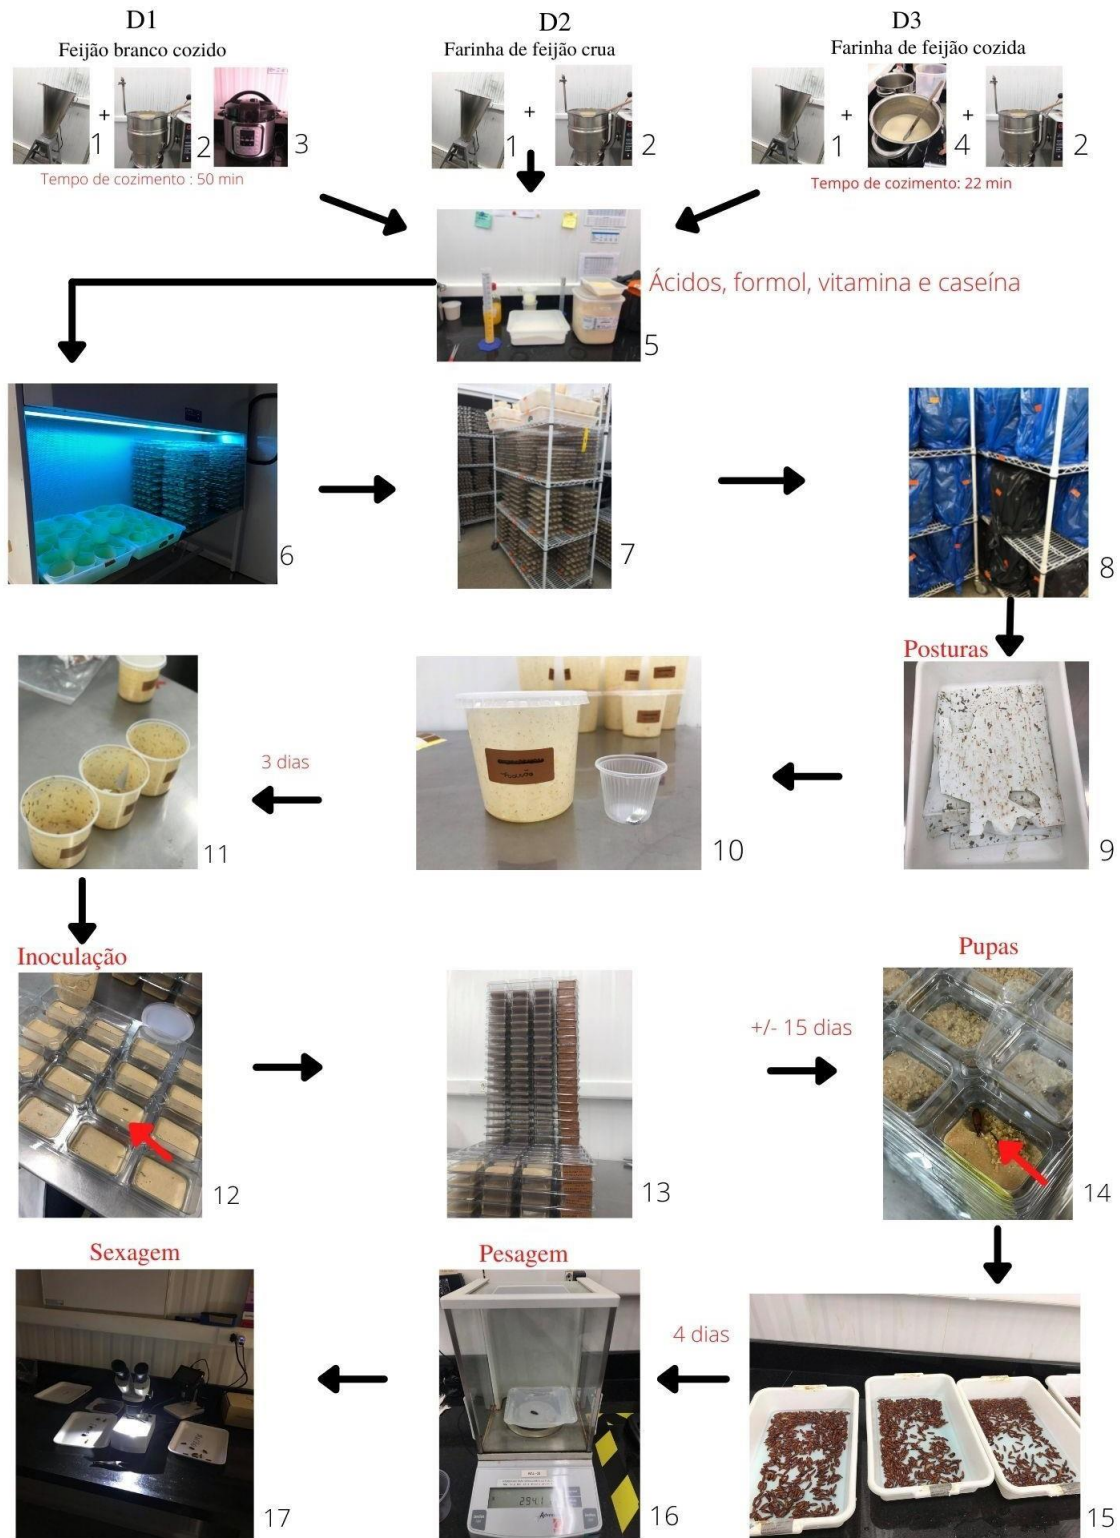 D1
Feijão branco cozido
+
1
2
3
Tempo de cozimento : 50 min
D2
Farinha de feijão crua
+
1
2
D3
Farinha de feijão cozida
+
+
1
4
2
Tempo de cozimento: 22 min
Ácidos, formol, vitamina e caseína
5
6
7
8
Posturas
9
10
3 dias
11
Inoculação
12
13
+/- 15 dias
Pupas
14
15
4 dias
Pesagem
16
Sexagem
17